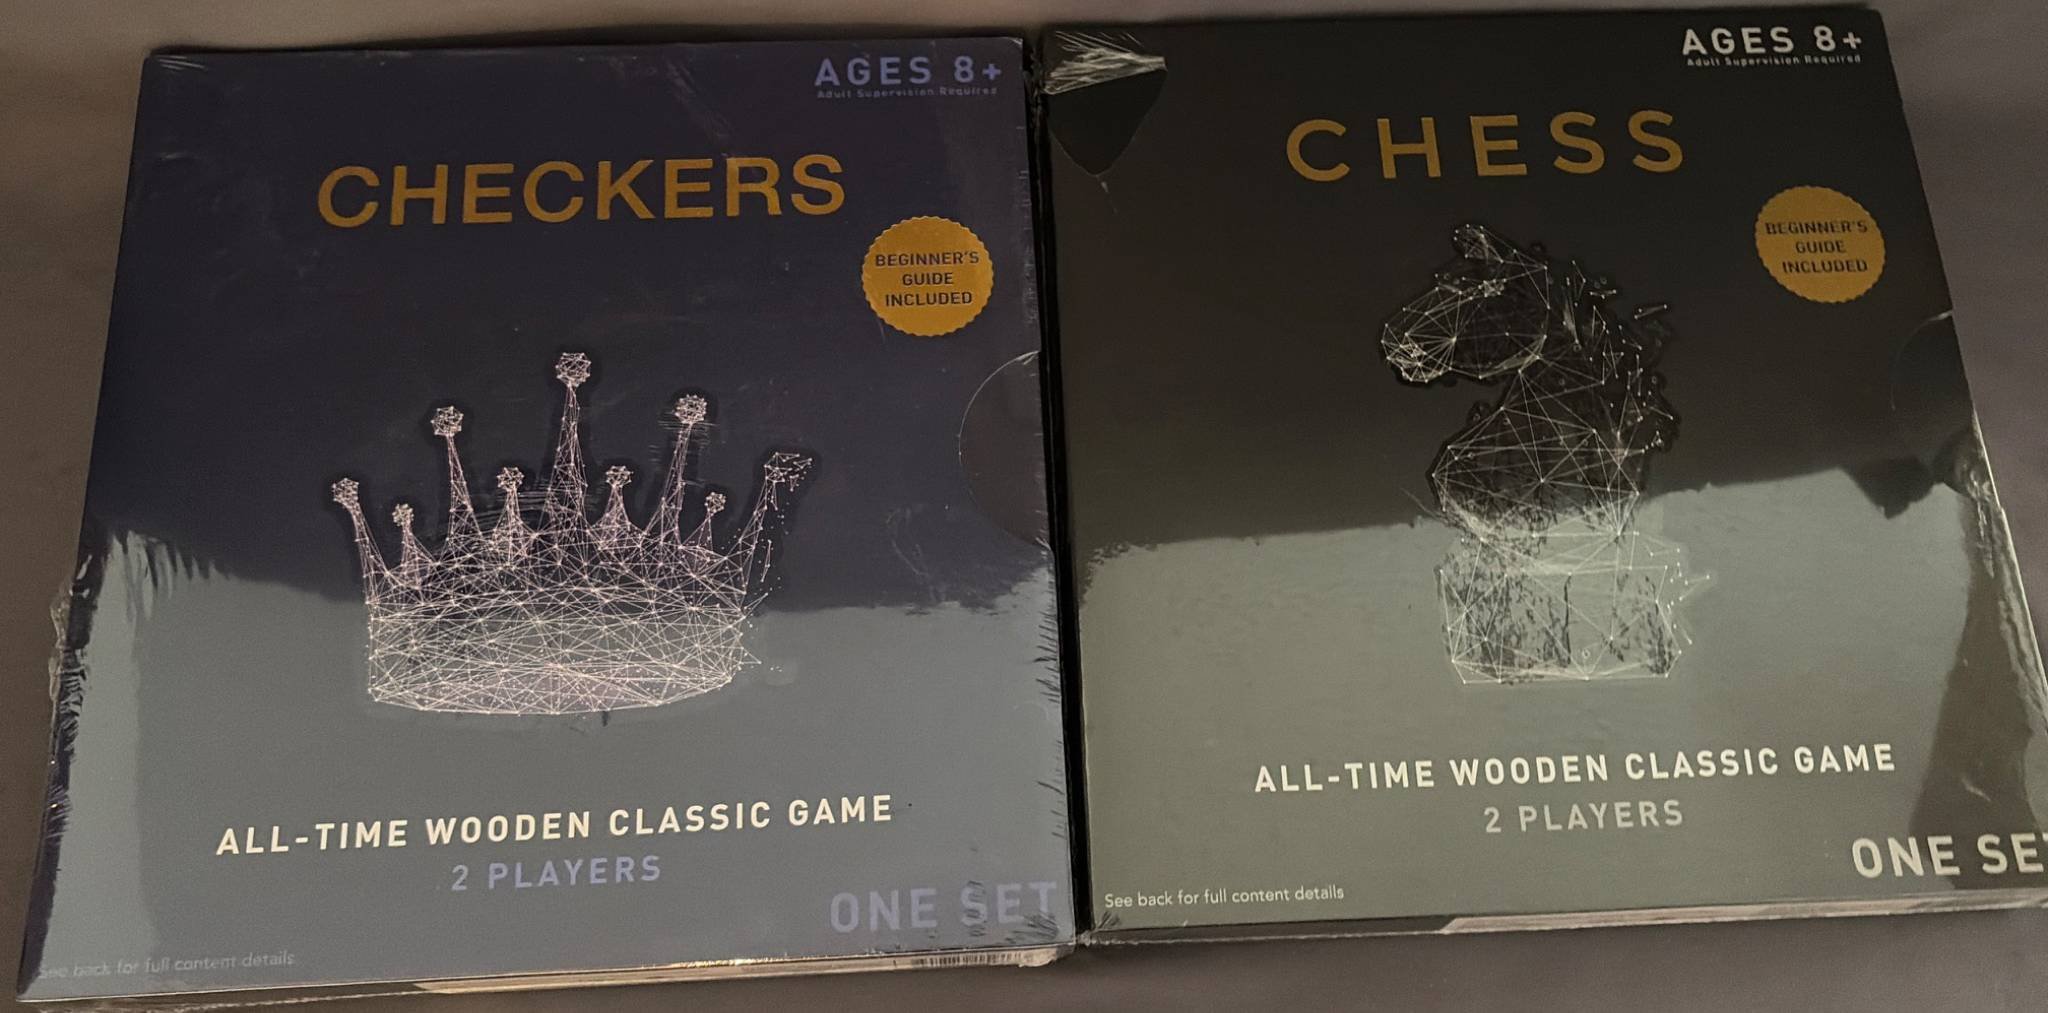 AGES 8+
Adult Supervision Required
CHECKERS
BEGINNER'S
GUIDE
INCLUDED
ALL-TIME WOODEN CLASSIC GAME
2 PLAYERS
ONE SET
See back for full content details
AGES 8+
Adult Supervision Required
CHESS
BEGINNER'S
GUIDE
INCLUDED
ALL-TIME WOODEN CLASSIC GAME
2 PLAYERS
ONE SET
See back for full content details